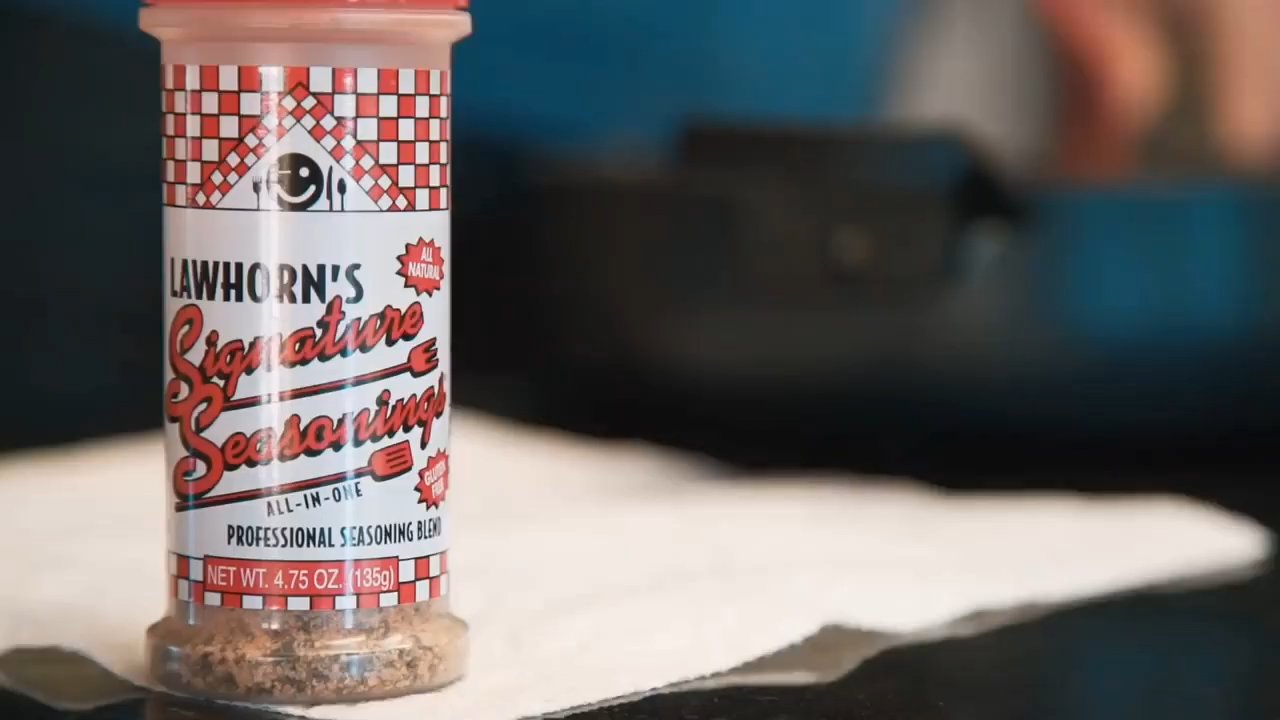 ALL
NATURAL
LAWHORN'S
Signature
Seasonings
GLUTEN
FREE
ALL-IN-ONE
PROFESSIONAL SEASONING BLEND
NET WT. 4.75 OZ. (135g)